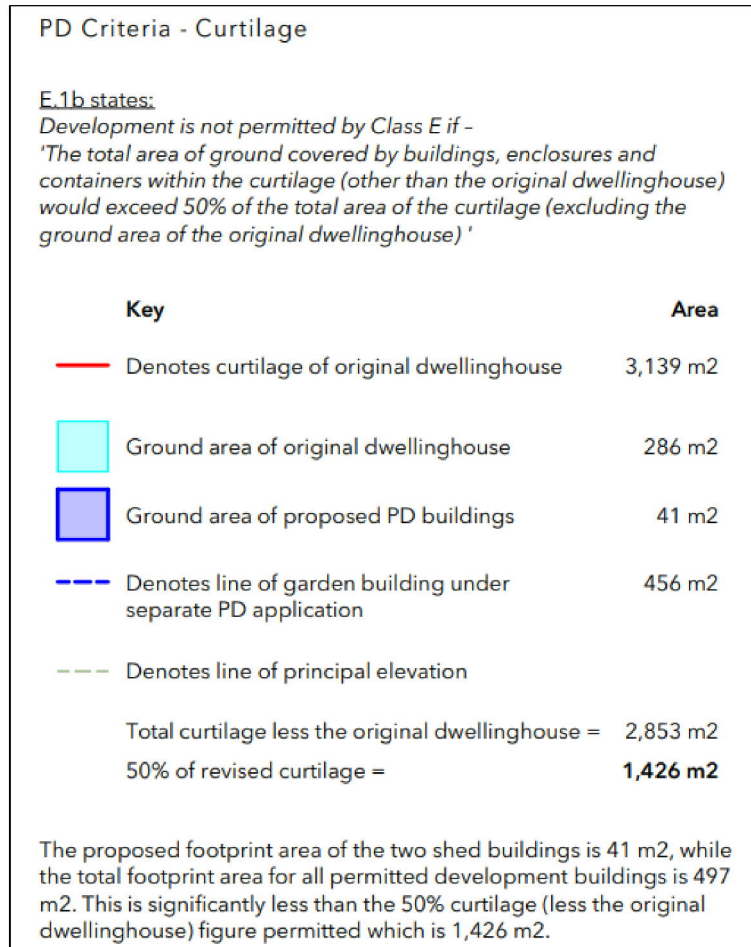 PD Criteria - Curtilage
E.1b states:
Development is not permitted by Class E if –
'The total area of ground covered by buildings, enclosures and
containers within the curtilage (other than the original dwellinghouse)
would exceed 50% of the total area of the curtilage (excluding the
ground area of the original dwellinghouse) '
Key Area
Denotes curtilage of original dwellinghouse 3,139 m2
Ground area of original dwellinghouse 286 m2
Ground area of proposed PD buildings 41 m2
Denotes line of garden building under 456 m2
separate PD application
Denotes line of principal elevation
Total curtilage less the original dwellinghouse = 2,853 m2
50% of revised curtilage = 1,426 m2
The proposed footprint area of the two shed buildings is 41 m2, while
the total footprint area for all permitted development buildings is 497
m2. This is significantly less than the 50% curtilage (less the original
dwellinghouse) figure permitted which is 1,426 m2.